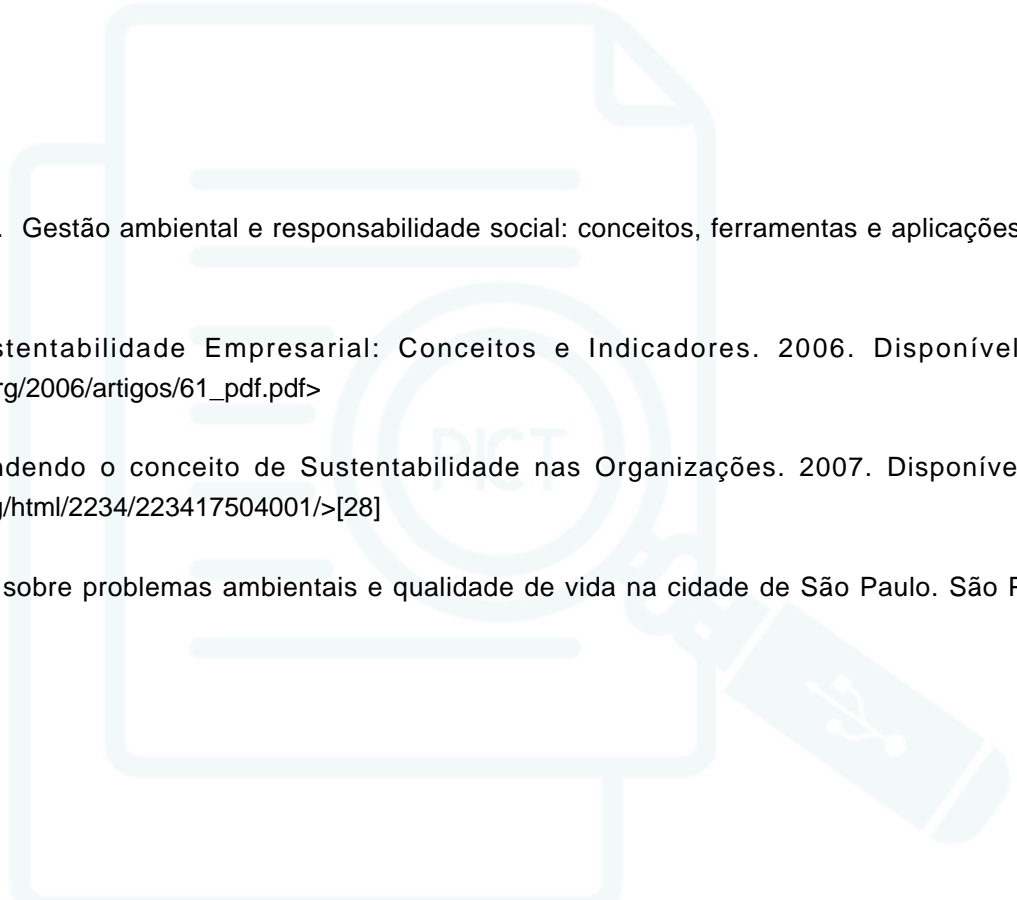 . Gestão ambiental e responsabilidade social: conceitos, ferramentas e aplicações
stentabilidade Empresarial: Conceitos e Indicadores. 2006. Disponível
rg/2006/artigos/61_pdf.pdf>
ndendo o conceito de Sustentabilidade nas Organizações. 2007. Disponíve
g/html/2234/223417504001/>[28]
PICT
sobre problemas ambientais e qualidade de vida na cidade de São Paulo. São P